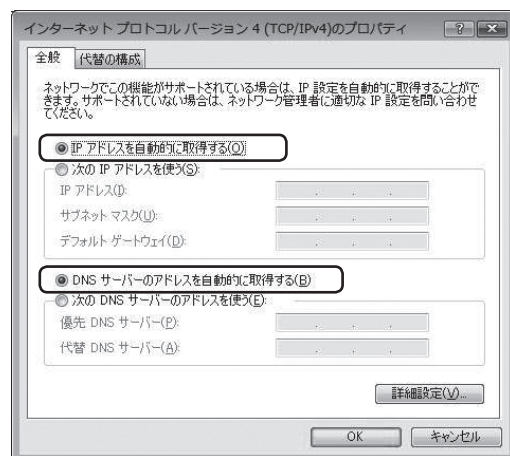 インターネット プロトコル バージョン 4 (TCP/IPv4)のプロパティ
全般
代替の構成
ネットワークでこの機能がサポートされている場合は、IP 設定を自動的に取得することがで
きます。サポートされていない場合は、ネットワーク管理者に適切な IP 設定を問い合わせ
てください。
IP アドレスを自動的に取得する(O)
次の IP アドレスを使う(S):
IP アドレス(I):
サブネット マスク(U):
デフォルト ゲートウェイ(D):
DNS サーバーのアドレスを自動的に取得する(B)
次の DNS サーバーのアドレスを使う(E):
優先 DNS サーバー(P):
代替 DNS サーバー(A):
詳細設定(V)...
OK
キャンセル